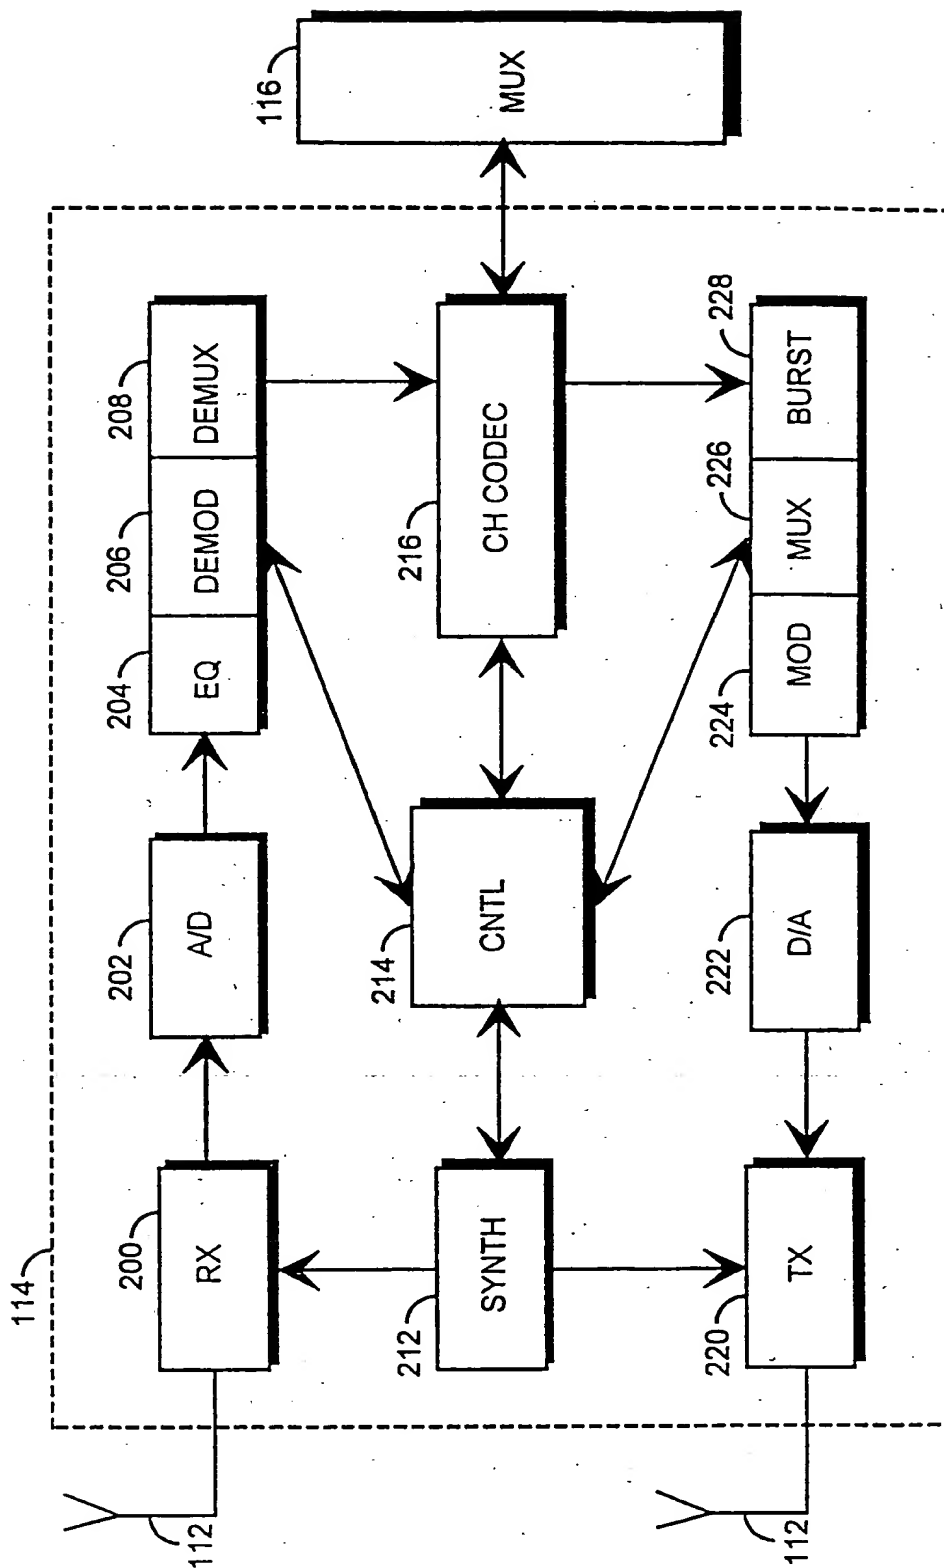 114
112
200
RX
202
A/D
204
EQ
206
DEMOD
208
DEMUX
212
SYNTH
214
CNTL
216
CH CODEC
116
MUX
112
220
TX
222
D/A
224
MOD
226
MUX
228
BURST